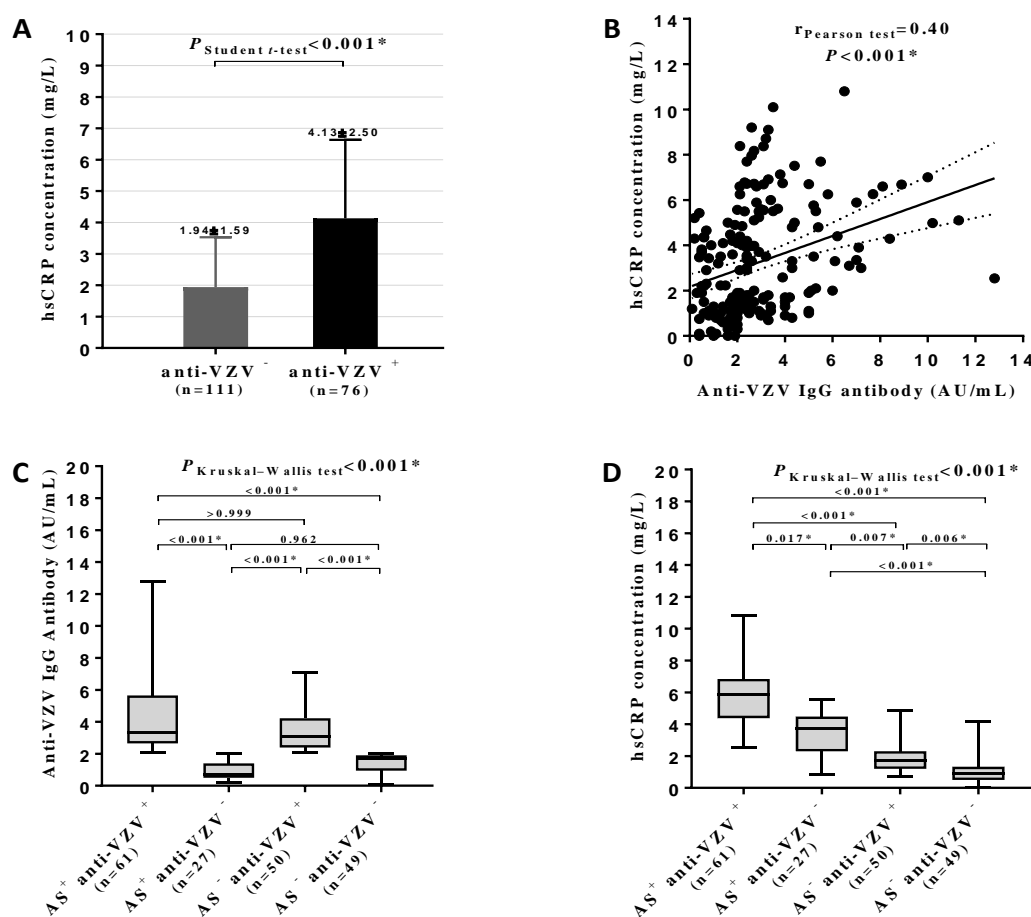 A
P Student t-test<0.001*
hsCRP concentration (mg/L)
10
9
8
7
6
5
4
3
2
1
0
1.94±1.59
4.13±2.50
anti-VZV - anti-VZV +
(n=111) (n=76)
B
r Pearson test=0.40
P<0.001*
hsCRP concentration (mg/L)
14
12
10
8
6
4
2
0
0 2 4 6 8 10 12 14
Anti-VZV IgG antibody (AU/mL)
C
P Kruskal–Wallis test<0.001*
Anti-VZV IgG Antibody (AU/mL)
20
18
16
14
12
10
8
6
4
2
0
<0.001*
>0.999
<0.001* 0.962
<0.001* <0.001*
AS+ anti-VZV+
(n=61)
AS+ anti-VZV-
(n=27)
AS- anti-VZV+
(n=50)
AS- anti-VZV-
(n=49)
D
P Kruskal–Wallis test<0.001*
hsCRP concentration (mg/L)
20
18
16
14
12
10
8
6
4
2
0
<0.001*
<0.001*
0.017* 0.007* 0.006*
<0.001*
AS+ anti-VZV+
(n=61)
AS+ anti-VZV-
(n=27)
AS- anti-VZV+
(n=50)
AS- anti-VZV-
(n=49)